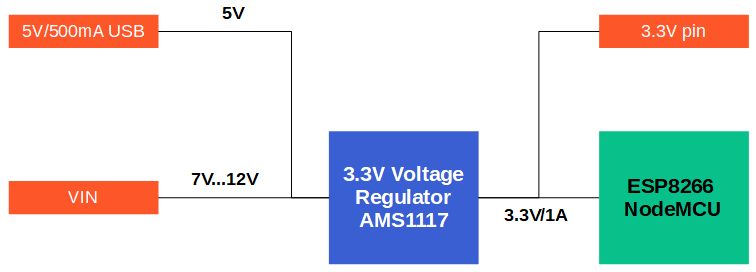 5V
5V/500mA USB
3.3V pin
7V...12V
VIN
3.3V Voltage
Regulator
AMS1117
3.3V/1A
ESP8266
NodeMCU